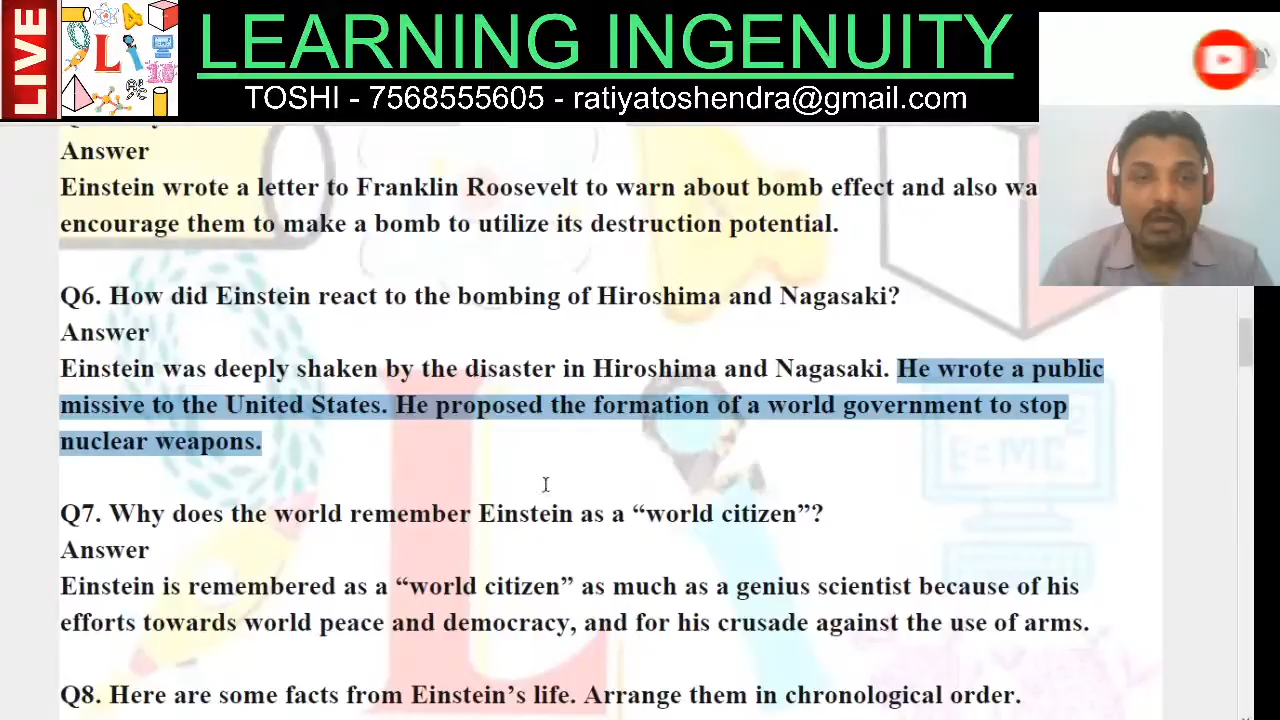 LIVE
LEARNING INGENUITY
TOSHI - 7568555605 - ratiyatoshendra@gmail.com
Answer
Einstein wrote a letter to Franklin Roosevelt to warn about bomb effect and also wa
encourage them to make a bomb to utilize its destruction potential.
Q6. How did Einstein react to the bombing of Hiroshima and Nagasaki?
Answer
Einstein was deeply shaken by the disaster in Hiroshima and Nagasaki. He wrote a public
missive to the United States. He proposed the formation of a world government to stop
nuclear weapons.
Q7. Why does the world remember Einstein as a “world citizen”?
Answer
Einstein is remembered as a “world citizen” as much as a genius scientist because of his
efforts towards world peace and democracy, and for his crusade against the use of arms.
Q8. Here are some facts from Einstein’s life. Arrange them in chronological order.